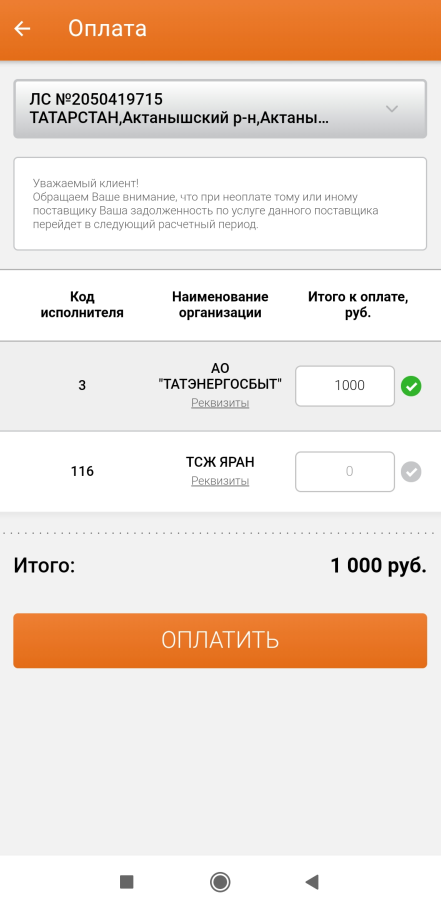 Оплата
ЛС №2050419715
ТАТАРСТАН,Актанышский р-н,Актаны...
Уважаемый клиент!
Обращаем Ваше внимание, что при неоплате тому или иному
поставщику Ваша задолженность по услуге данного поставщика
перейдет в следующий расчетный период.
Код
исполнителя
Наименование
организации
Итого к оплате,
руб.
3
АО
"ТАТЭНЕРГОСБЫТ"
Реквизиты
1000
116
ТСЖ ЯРАН
Реквизиты
0
Итого:
1 000 руб.
ОПЛАТИТЬ